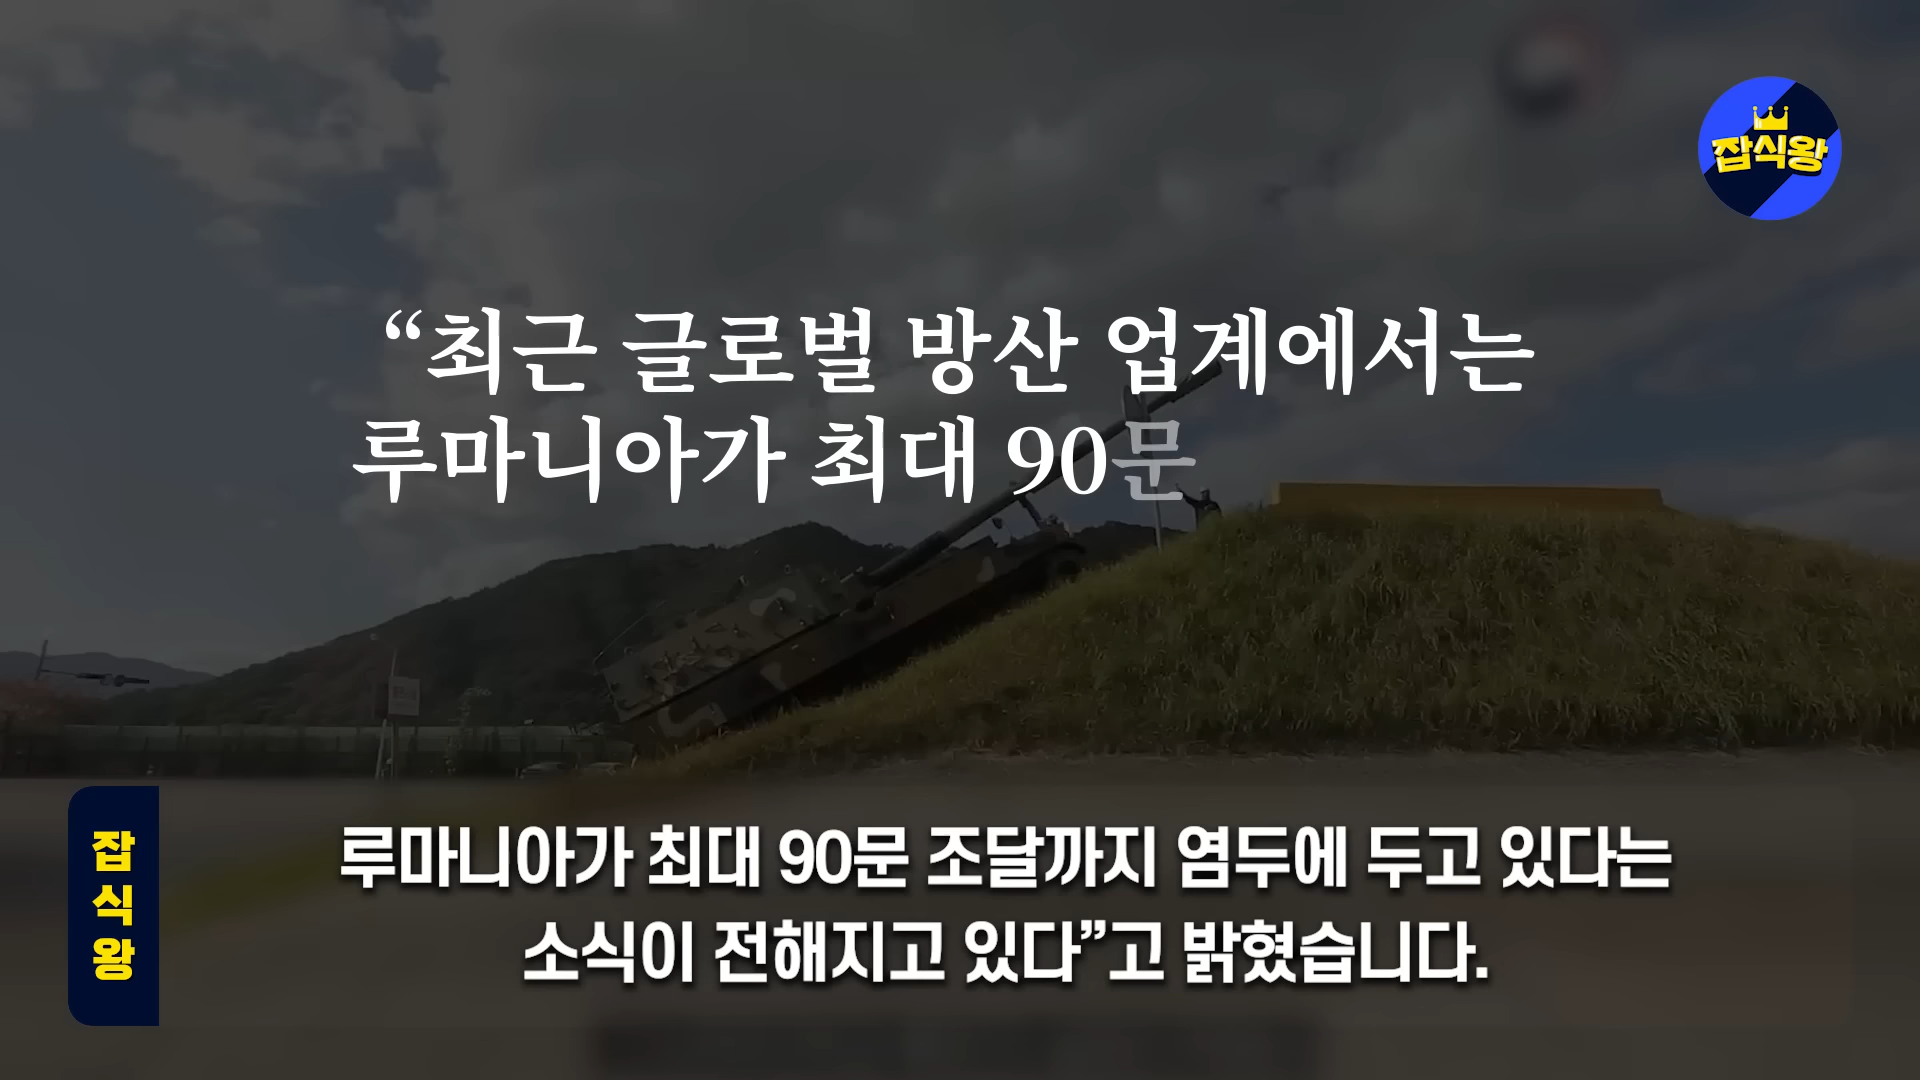 잡식왕
“최근 글로벌 방산 업계에서는
루마니아가 최대 90문
잡식왕
루마니아가 최대 90문 조달까지 염두에 두고 있다는
소식이 전해지고 있다”고 밝혔습니다.